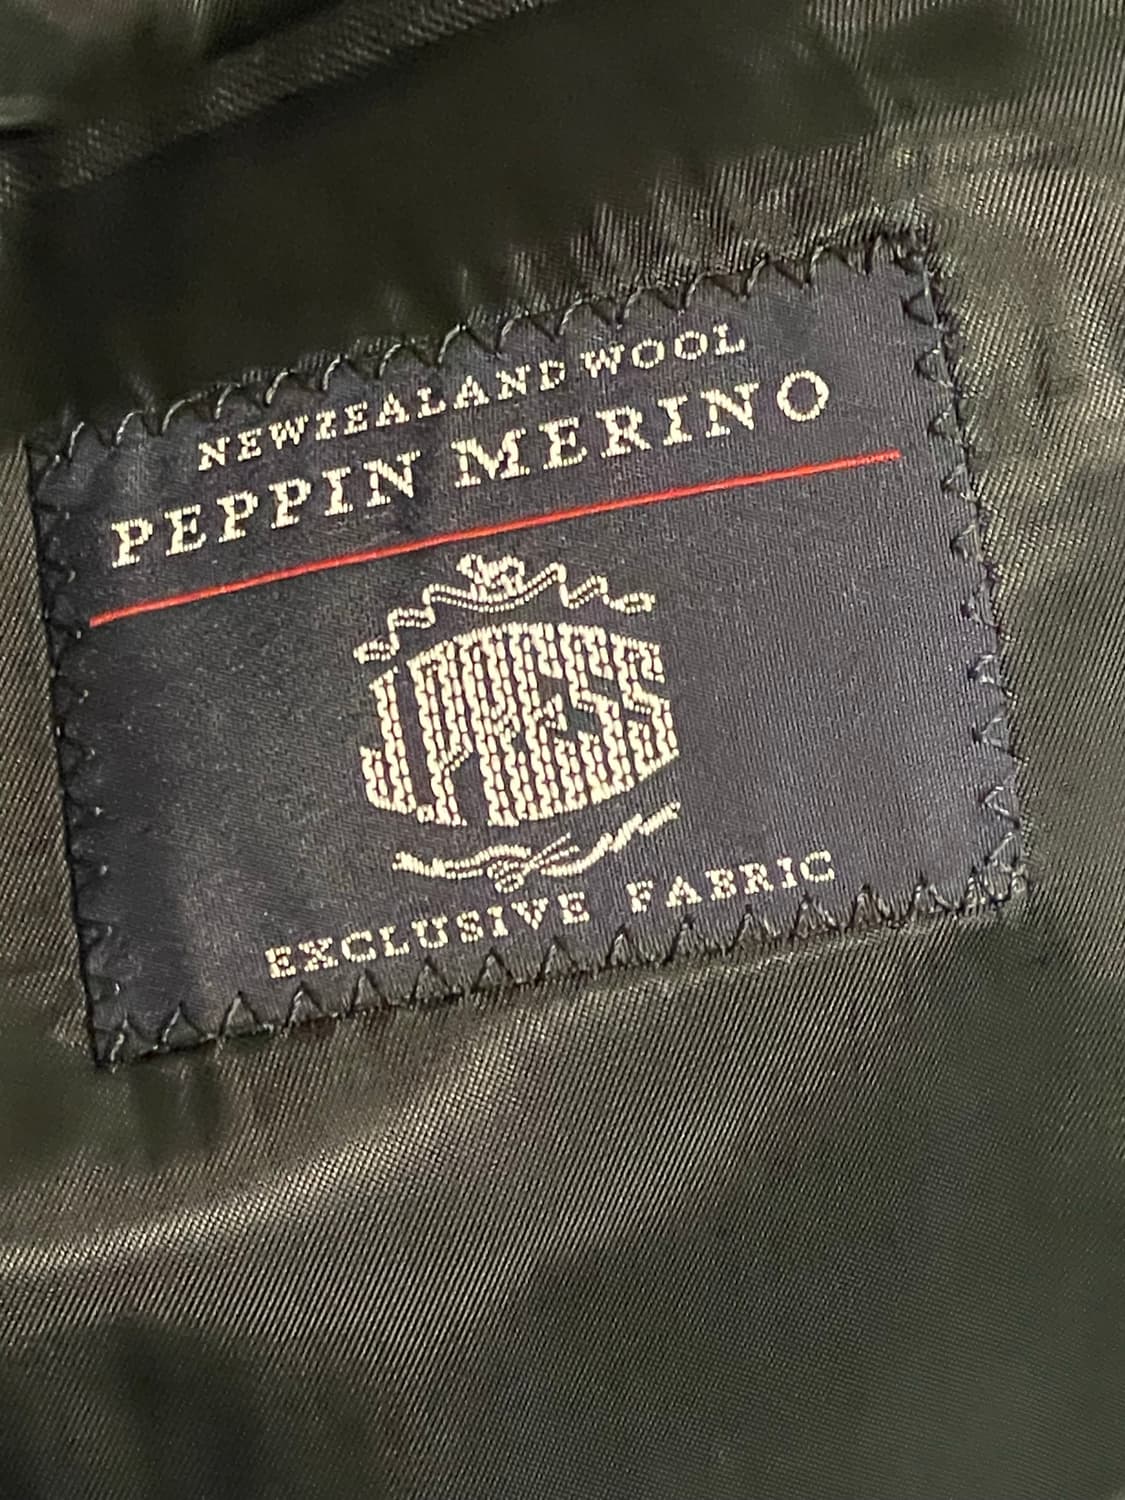 NEWZEALAND WOOL
PEPPIN MERINO
J.PRESS
EXCLUSIVE FABRIC